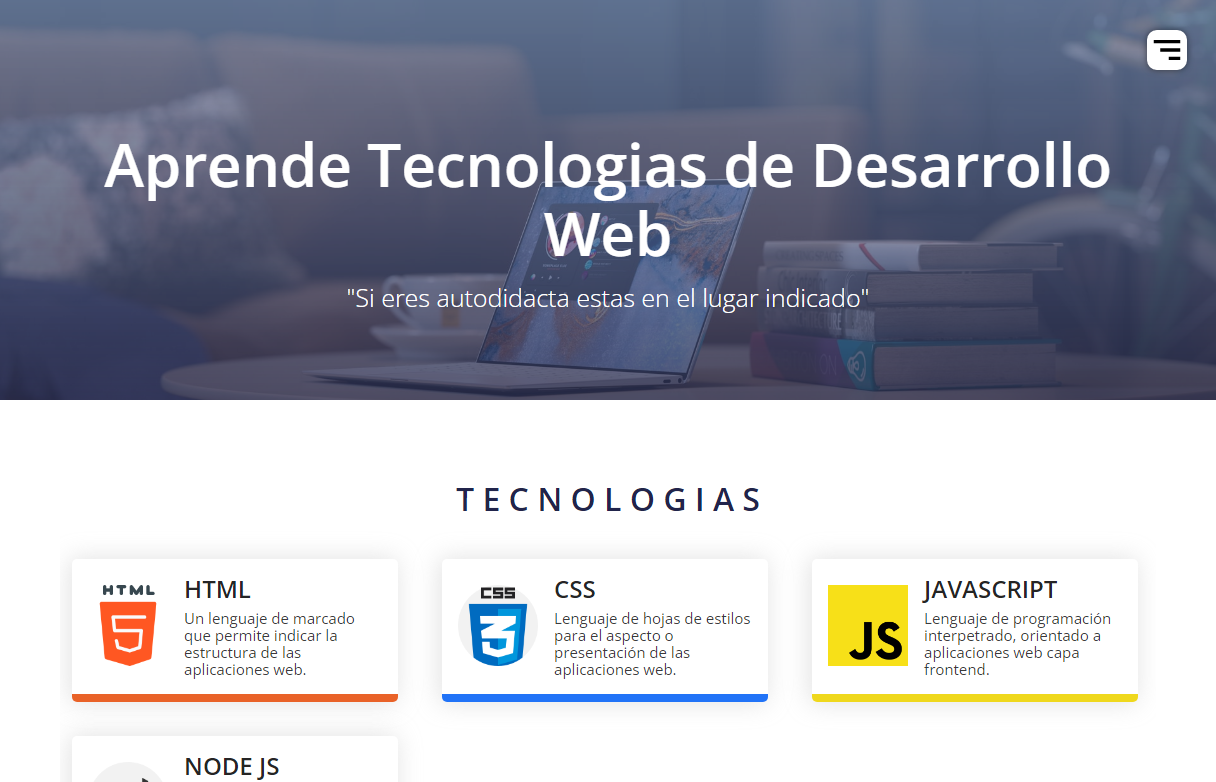 Aprende Tecnologias de Desarrollo
Web
"Si eres autodidacta estas en el lugar indicado"
TECNOLOGIAS
HTML
HTML
Un lenguaje de marcado
que permite indicar la
estructura de las
aplicaciones web.
CSS
CSS
Lenguaje de hojas de estilos
para el aspecto o
presentación de las
aplicaciones web.
JS
JAVASCRIPT
Lenguaje de programación
interpetrado, orientado a
aplicaciones web capa
frontend.
NODE JS